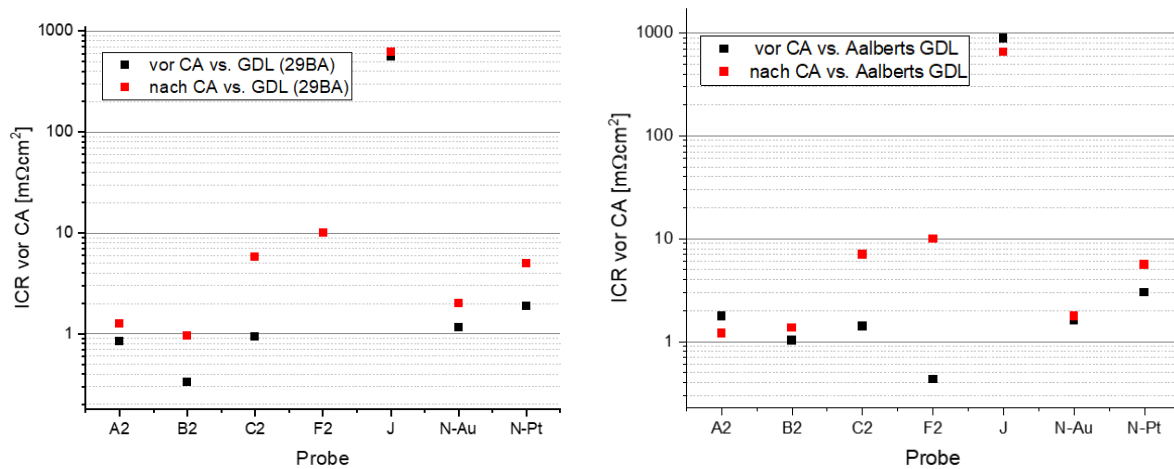 1000
vor CA vs. GDL (29BA)
nach CA vs. GDL (29BA)
100
10
1
ICR vor CA [mΩcm²]
A2 B2 C2 F2 J N-Au N-Pt
Probe
1000
vor CA vs. Aalberts GDL
nach CA vs. Aalberts GDL
100
10
1
ICR vor CA [mΩcm²]
A2 B2 C2 F2 J N-Au N-Pt
Probe